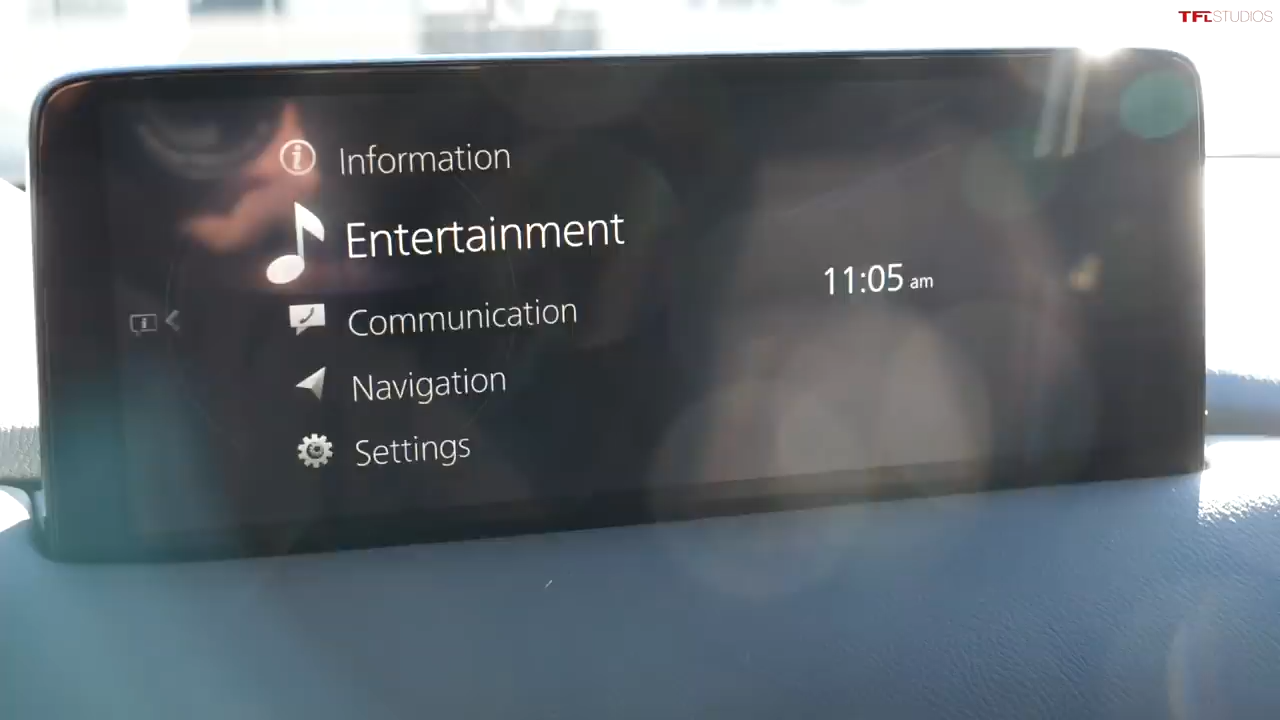 TFLSTUDIOS
Information
Entertainment
Communication
Navigation
Settings
11:05 am